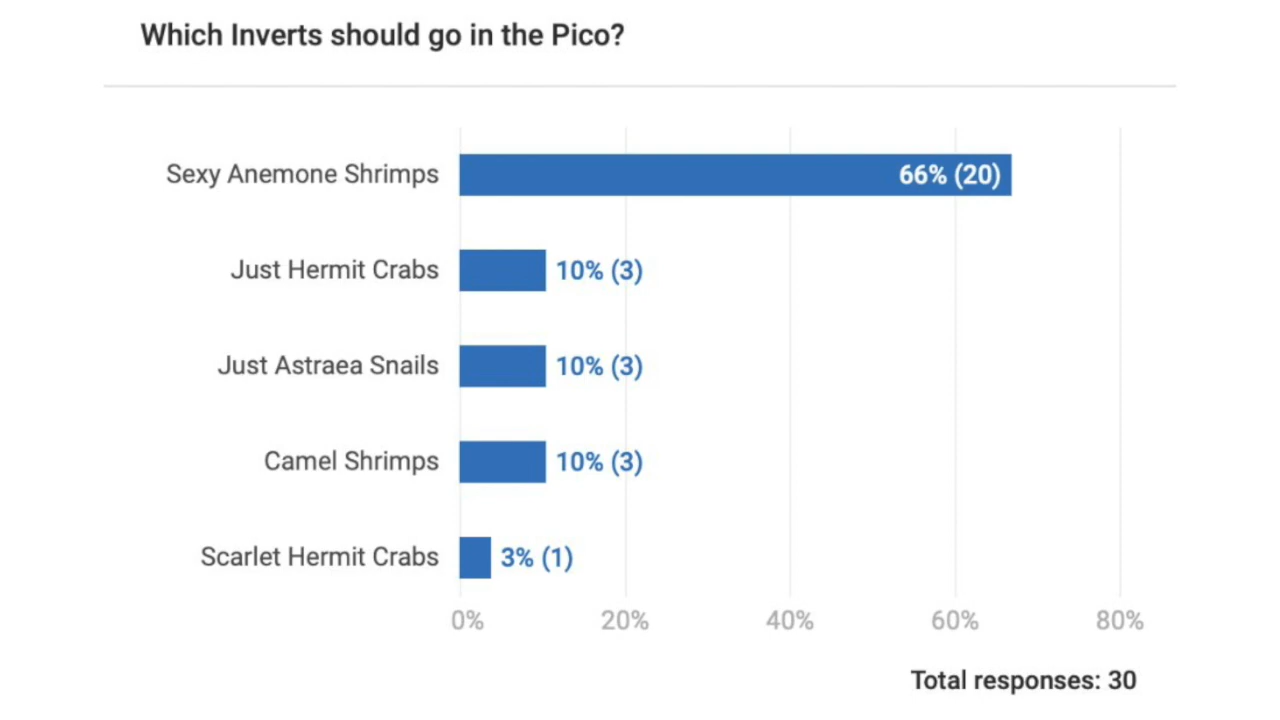 Which Inverts should go in the Pico?
Sexy Anemone Shrimps 66% (20)
Just Hermit Crabs 10% (3)
Just Astraea Snails 10% (3)
Camel Shrimps 10% (3)
Scarlet Hermit Crabs 3% (1)
0% 20% 40% 60% 80%
Total responses: 30